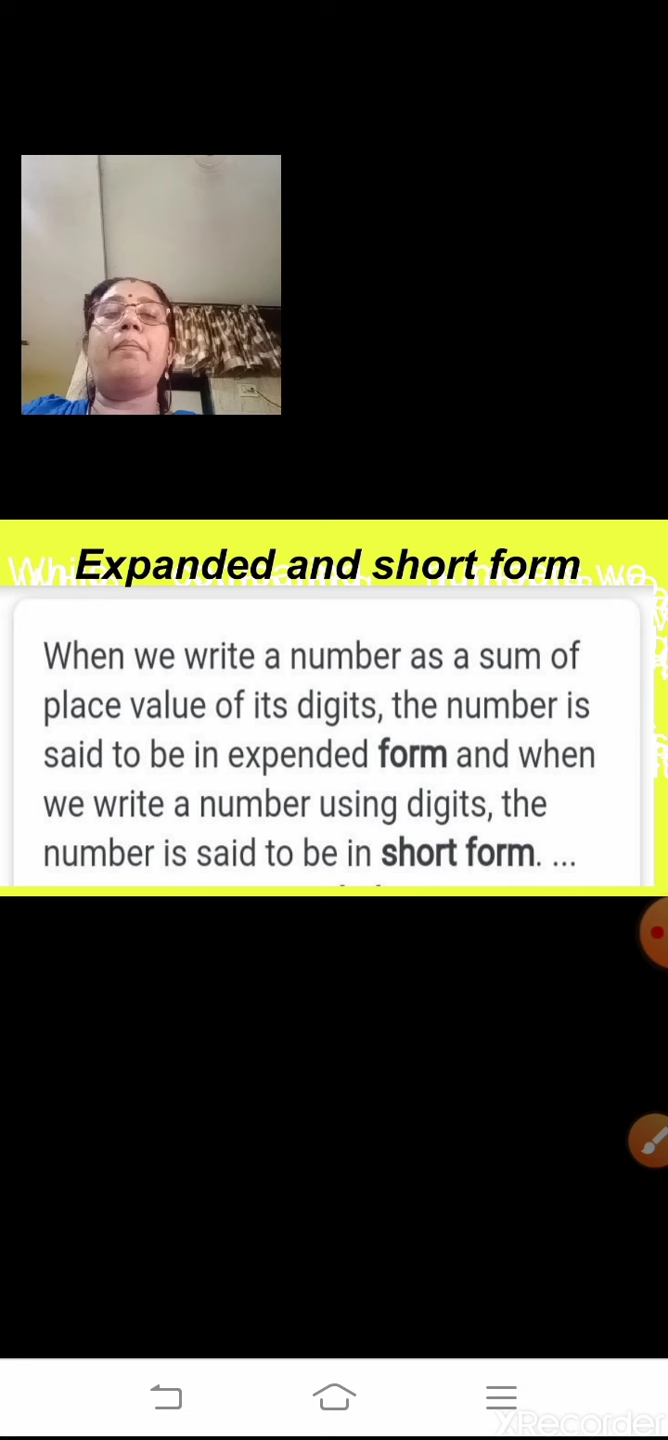 Expanded and short form
we
When we write a number as a sum of
place value of its digits, the number is
said to be in expended form and when
we write a number using digits, the
number is said to be in short form. ...
XRecorder